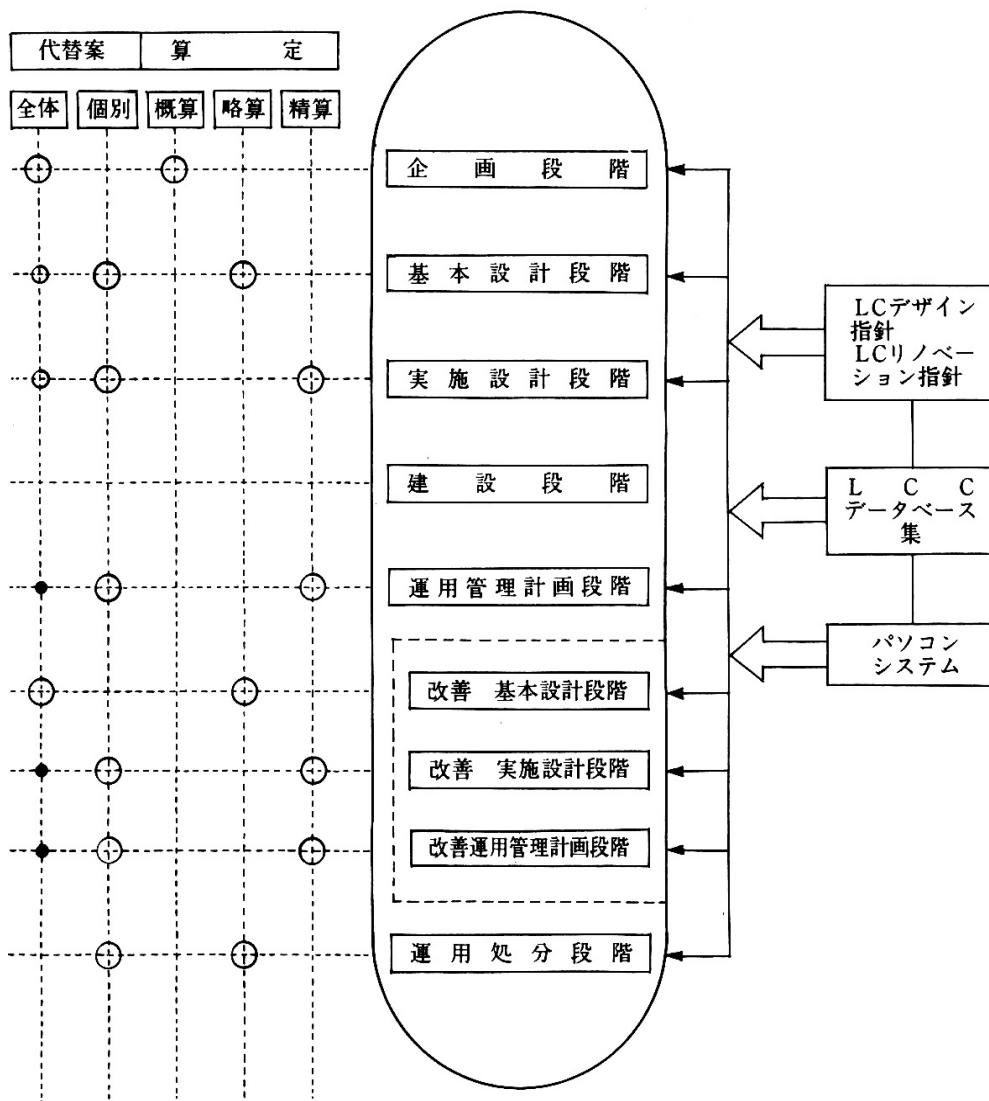 代替案 算定
全体 個別 概算 略算 精算
企画段階
基本設計段階
実施設計段階
建設段階
運用管理計画段階
改善 基本設計段階
改善 実施設計段階
改善運用管理計画段階
運用処分段階
LCデザイン
指針
LCリノベー
ション指針
LCC
データベース
集
パソコン
システム